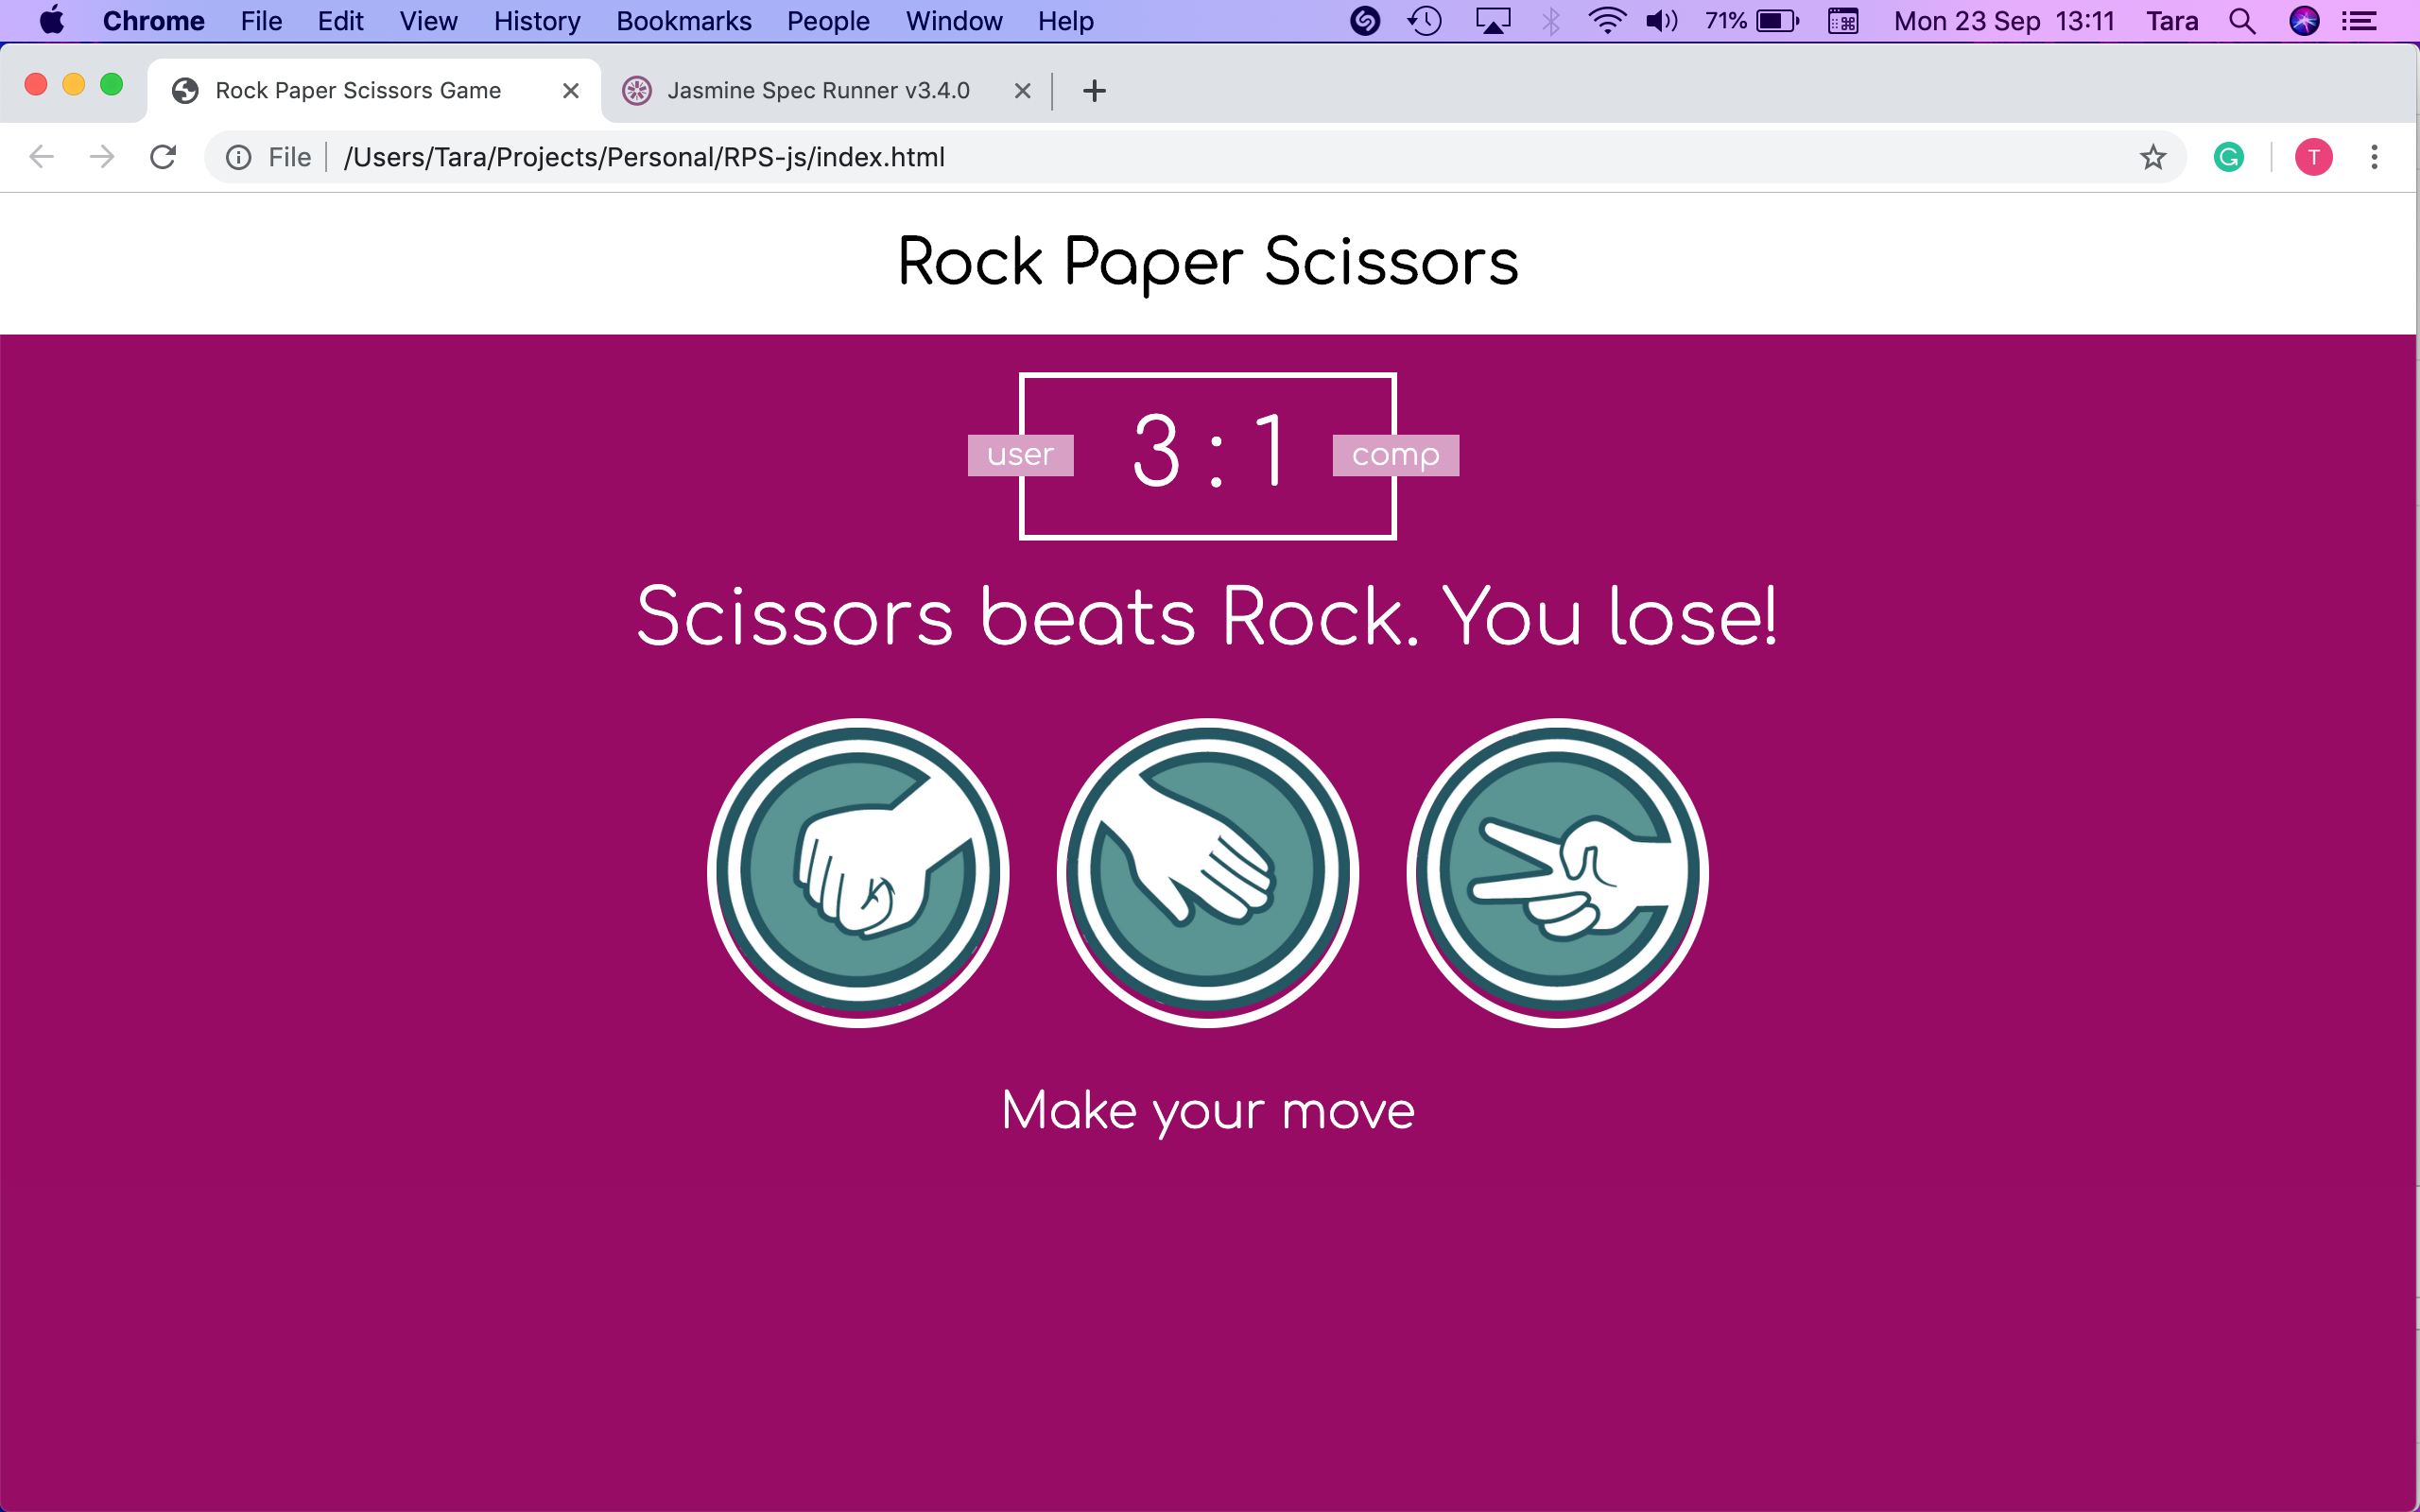 Chrome File Edit View History Bookmarks People Window Help 71% Mon 23 Sep 13:11 Tara
Rock Paper Scissors Game Jasmine Spec Runner v3.4.0
File /Users/Tara/Projects/Personal/RPS-js/index.html T
Rock Paper Scissors
user 3 : 1 comp
Scissors beats Rock. You lose!
Make your move